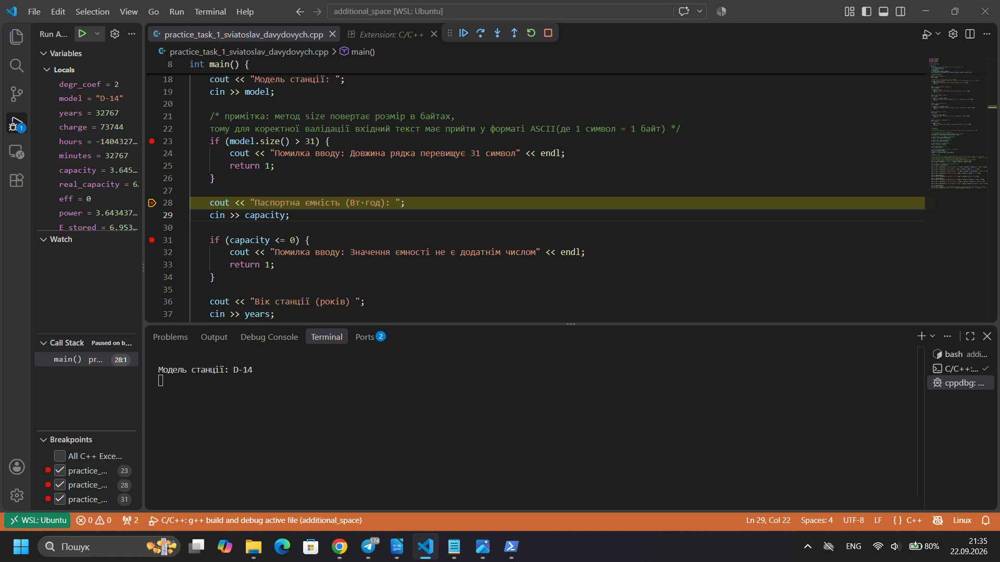 File Edit Selection View Go Run Terminal Help
additional_space [WSL: Ubuntu]
Run A...
practice_task_1_sviatoslav_davydovych.cpp
Extension: C/C++
practice_task_1_sviatoslav_davydovych.cpp > main()
Variables
Locals
degr_coef = 2
model = "D-14"
years = 32767
charge = 73744
hours = -1404327...
minutes = 32767
capacity = 3.645...
real_capacity = 6.
eff = 0
power = 3.643437...
E_stored = 6.953...
Watch
Call Stack Paused on b...
main() pr... 28:1
Breakpoints
All C++ Exce...
practice_... 23
practice_... 28
practice_... 31
1
8 int main() {
18 cout << "Модель станції: ";
19 cin >> model;
20
21 /* примітка: метод size повертає розмір в байтах,
22 тому для коректної валідації вхідний текст має прийти у форматі ASCII(де 1 символ = 1 байт) */
23 if (model.size() > 31) {
24 cout << "Помилка вводу: Довжина рядка перевищує 31 символ" << endl;
25 return 1;
26 }
27
28 cout << "Паспортна ємність (Вт·год): ";
29 cin >> capacity;
30
31 if (capacity <= 0) {
32 cout << "Помилка вводу: Значення ємності не є додатнім числом" << endl;
33 return 1;
34 }
35
36 cout << "Вік станції (років) ";
37 cin >> years;
Problems Output Debug Console Terminal Ports 2
Модель станції: D-14
bash addi...
C/C++:...
cppdbg: ...
WSL: Ubuntu 0 0 2 C/C++: g++ build and debug active file (additional_space)
Ln 29, Col 22 Spaces: 4 UTF-8 LF { } C++ Linux
Пошук
174
ENG 80%
21:35
22.09.2026